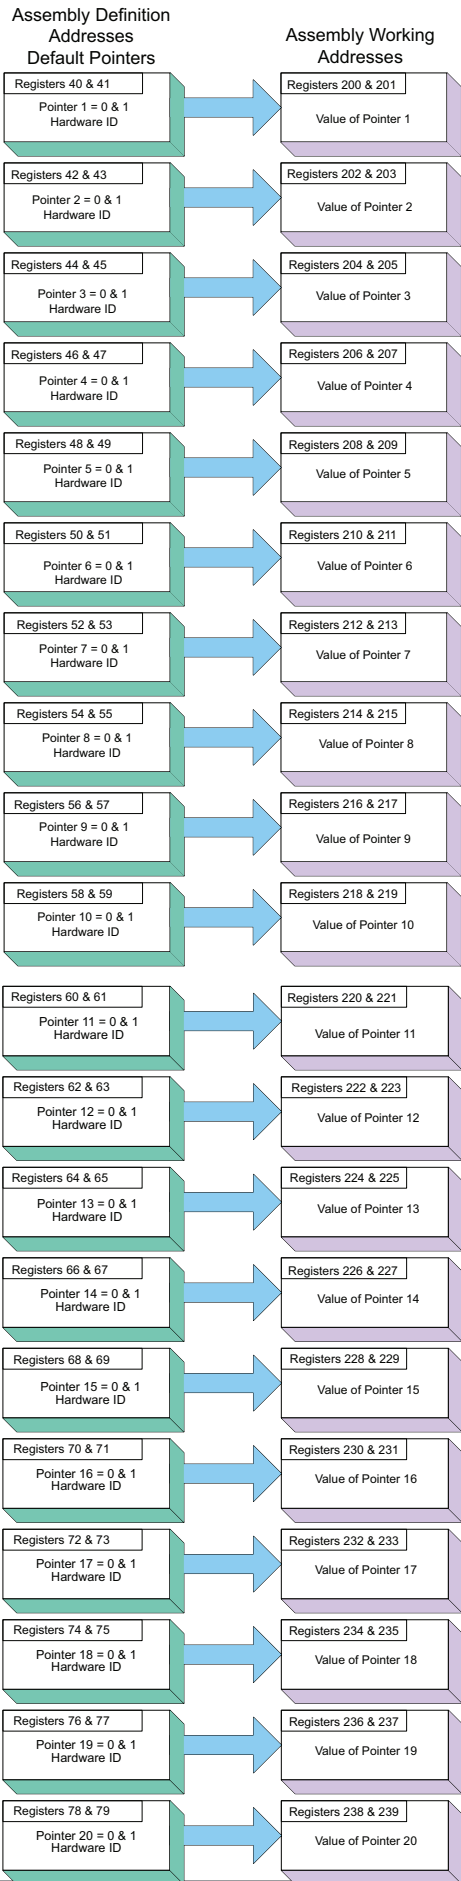 Assembly Definition
Addresses
Default Pointers
Assembly Working
Addresses
Registers 40 & 41
Pointer 1 = 0 & 1
Hardware ID
Registers 200 & 201
Value of Pointer 1
Registers 42 & 43
Pointer 2 = 0 & 1
Hardware ID
Registers 202 & 203
Value of Pointer 2
Registers 44 & 45
Pointer 3 = 0 & 1
Hardware ID
Registers 204 & 205
Value of Pointer 3
Registers 46 & 47
Pointer 4 = 0 & 1
Hardware ID
Registers 206 & 207
Value of Pointer 4
Registers 48 & 49
Pointer 5 = 0 & 1
Hardware ID
Registers 208 & 209
Value of Pointer 5
Registers 50 & 51
Pointer 6 = 0 & 1
Hardware ID
Registers 210 & 211
Value of Pointer 6
Registers 52 & 53
Pointer 7 = 0 & 1
Hardware ID
Registers 212 & 213
Value of Pointer 7
Registers 54 & 55
Pointer 8 = 0 & 1
Hardware ID
Registers 214 & 215
Value of Pointer 8
Registers 56 & 57
Pointer 9 = 0 & 1
Hardware ID
Registers 216 & 217
Value of Pointer 9
Registers 58 & 59
Pointer 10 = 0 & 1
Hardware ID
Registers 218 & 219
Value of Pointer 10
Registers 60 & 61
Pointer 11 = 0 & 1
Hardware ID
Registers 220 & 221
Value of Pointer 11
Registers 62 & 63
Pointer 12 = 0 & 1
Hardware ID
Registers 222 & 223
Value of Pointer 12
Registers 64 & 65
Pointer 13 = 0 & 1
Hardware ID
Registers 224 & 225
Value of Pointer 13
Registers 66 & 67
Pointer 14 = 0 & 1
Hardware ID
Registers 226 & 227
Value of Pointer 14
Registers 68 & 69
Pointer 15 = 0 & 1
Hardware ID
Registers 228 & 229
Value of Pointer 15
Registers 70 & 71
Pointer 16 = 0 & 1
Hardware ID
Registers 230 & 231
Value of Pointer 16
Registers 72 & 73
Pointer 17 = 0 & 1
Hardware ID
Registers 232 & 233
Value of Pointer 17
Registers 74 & 75
Pointer 18 = 0 & 1
Hardware ID
Registers 234 & 235
Value of Pointer 18
Registers 76 & 77
Pointer 19 = 0 & 1
Hardware ID
Registers 236 & 237
Value of Pointer 19
Registers 78 & 79
Pointer 20 = 0 & 1
Hardware ID
Registers 238 & 239
Value of Pointer 20